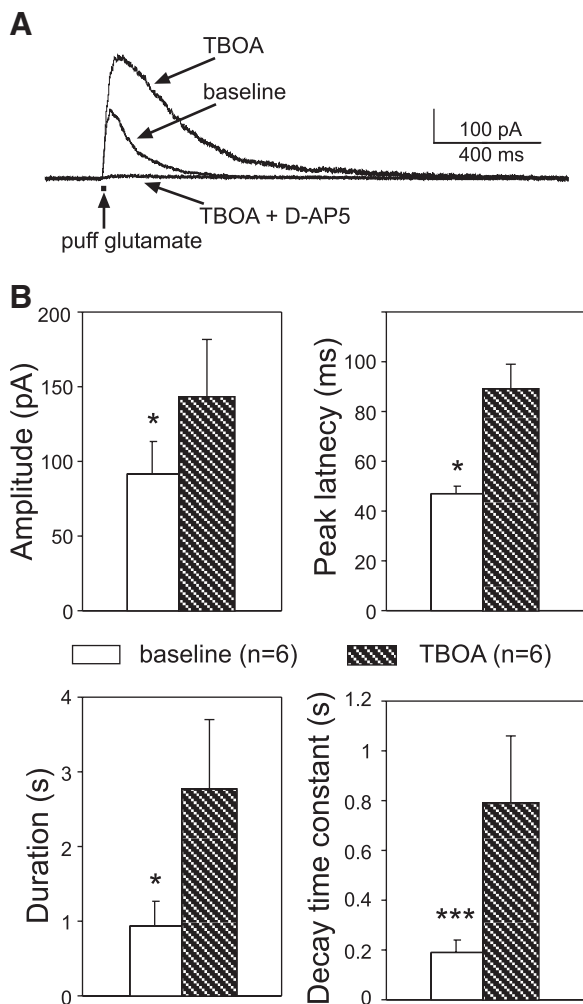 A
TBOA
baseline
100 pA
400 ms
TBOA + D-AP5
puff glutamate
B
Amplitude (pA)
200
150
100
50
0
*
Peak latnecy (ms)
100
80
60
40
20
0
*
baseline (n=6)
TBOA (n=6)
Duration (s)
4
3
2
1
0
*
Decay time constant (s)
1.2
1
0.8
0.6
0.4
0.2
0
***